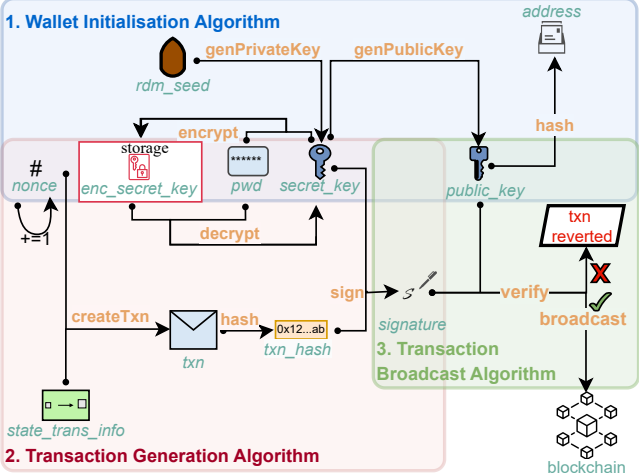 1. Wallet Initialisation Algorithm
address
genPrivateKey
genPublicKey
rdm_seed
hash
encrypt
storage
#
******
nonce
enc_secret_key
pwd
secret_key
public_key
+=1
decrypt
txn
reverted
sign
verify
createTxn
hash
0x12...ab
broadcast
signature
txn
txn_hash
3. Transaction
Broadcast Algorithm
state_trans_info
2. Transaction Generation Algorithm
blockchain